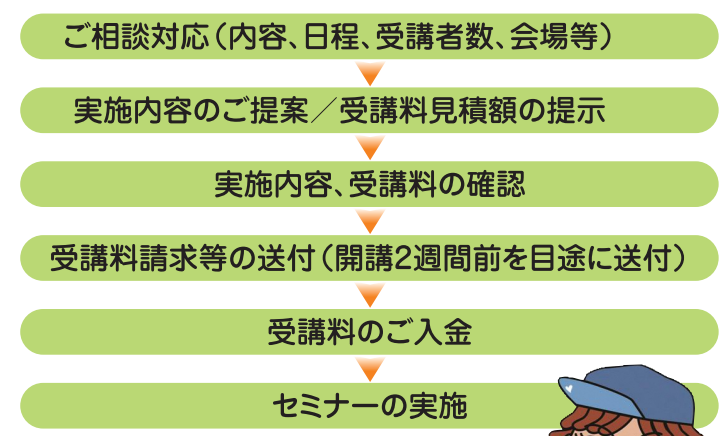 ご相談対応（内容、日程、受講者数、会場等）
実施内容のご提案／受講料見積額の提示
実施内容、受講料の確認
受講料請求等の送付（開講2週間前を目途に送付）
受講料のご入金
セミナーの実施